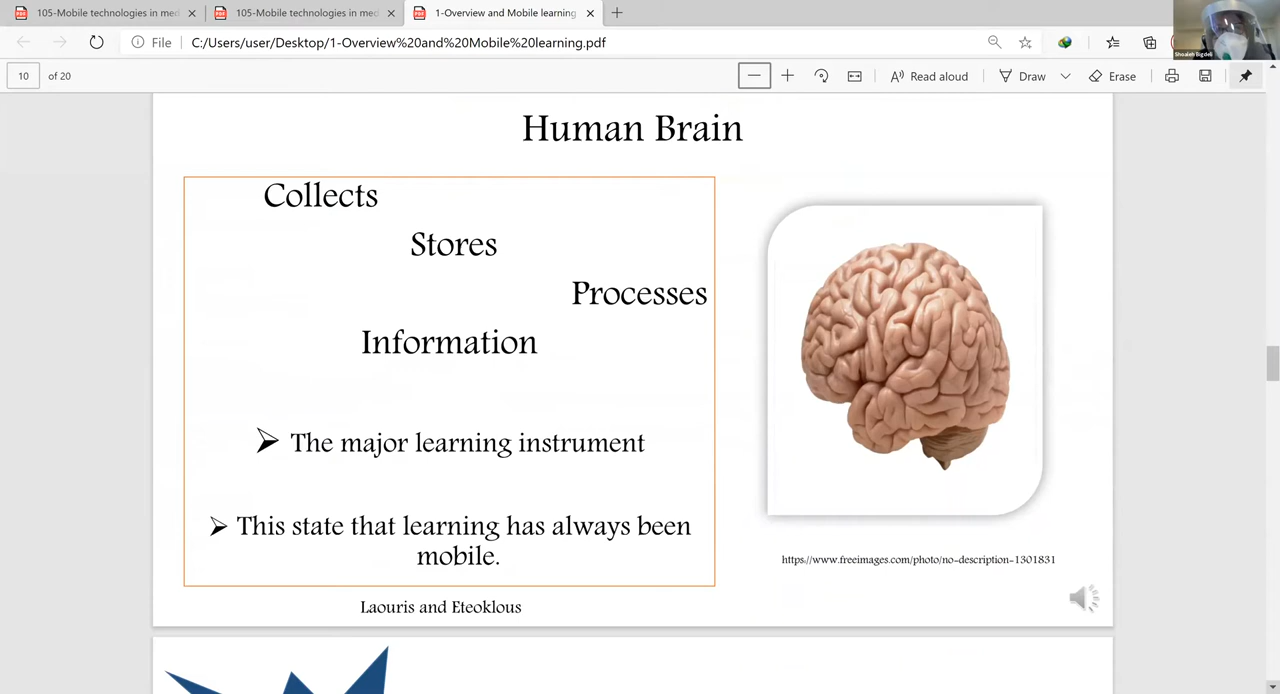 105-Mobile technologies in med
105-Mobile technologies in med
1-Overview and Mobile learning
File
C:/Users/user/Desktop/1-Overview%20and%20Mobile%20learning.pdf
Shoaleh Bigdeli
10 of 20
Read aloud
Draw
Erase
Human Brain
Collects
Stores
Processes
Information
➢ The major learning instrument
➢ This state that learning has always been
mobile.
https://www.freeimages.com/photo/no-description-1301831
Laouris and Eteoklous